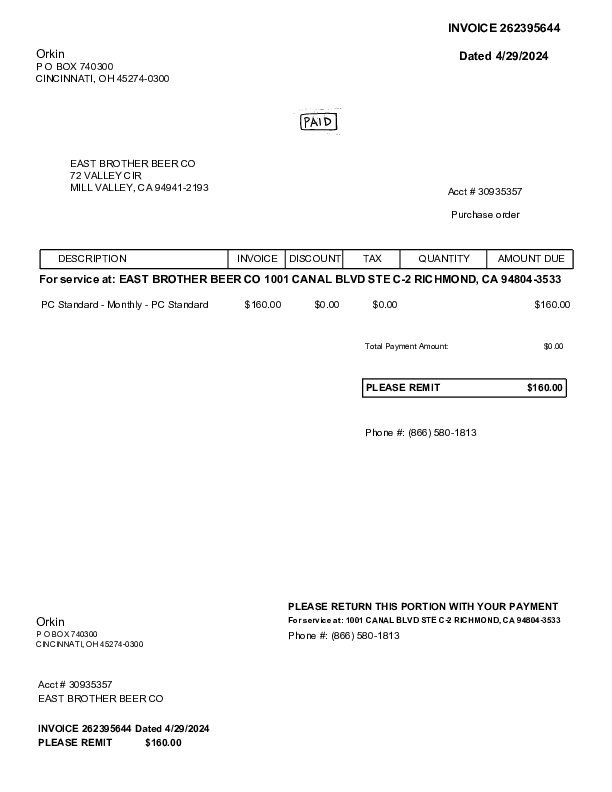 INVOICE 262395644
Orkin
Dated 4/29/2024
P O BOX 740300
CINCINNATI, OH 45274-0300
PAID
EAST BROTHER BEER CO
72 VALLEY CIR
MILL VALLEY, CA 94941-2193
Acct # 30935357
Purchase order
DESCRIPTION INVOICE DISCOUNT TAX QUANTITY AMOUNT DUE
For service at: EAST BROTHER BEER CO 1001 CANAL BLVD STE C-2 RICHMOND, CA 94804-3533
PC Standard - Monthly - PC Standard $160.00 $0.00 $0.00 $160.00
Total Payment Amount: $0.00
PLEASE REMIT $160.00
Phone #: (866) 580-1813
PLEASE RETURN THIS PORTION WITH YOUR PAYMENT
For service at: 1001 CANAL BLVD STE C-2 RICHMOND, CA 94804-3533
Phone #: (866) 580-1813
Orkin
P O BOX 740300
CINCINNATI, OH 45274-0300
Acct # 30935357
EAST BROTHER BEER CO
INVOICE 262395644 Dated 4/29/2024
PLEASE REMIT $160.00